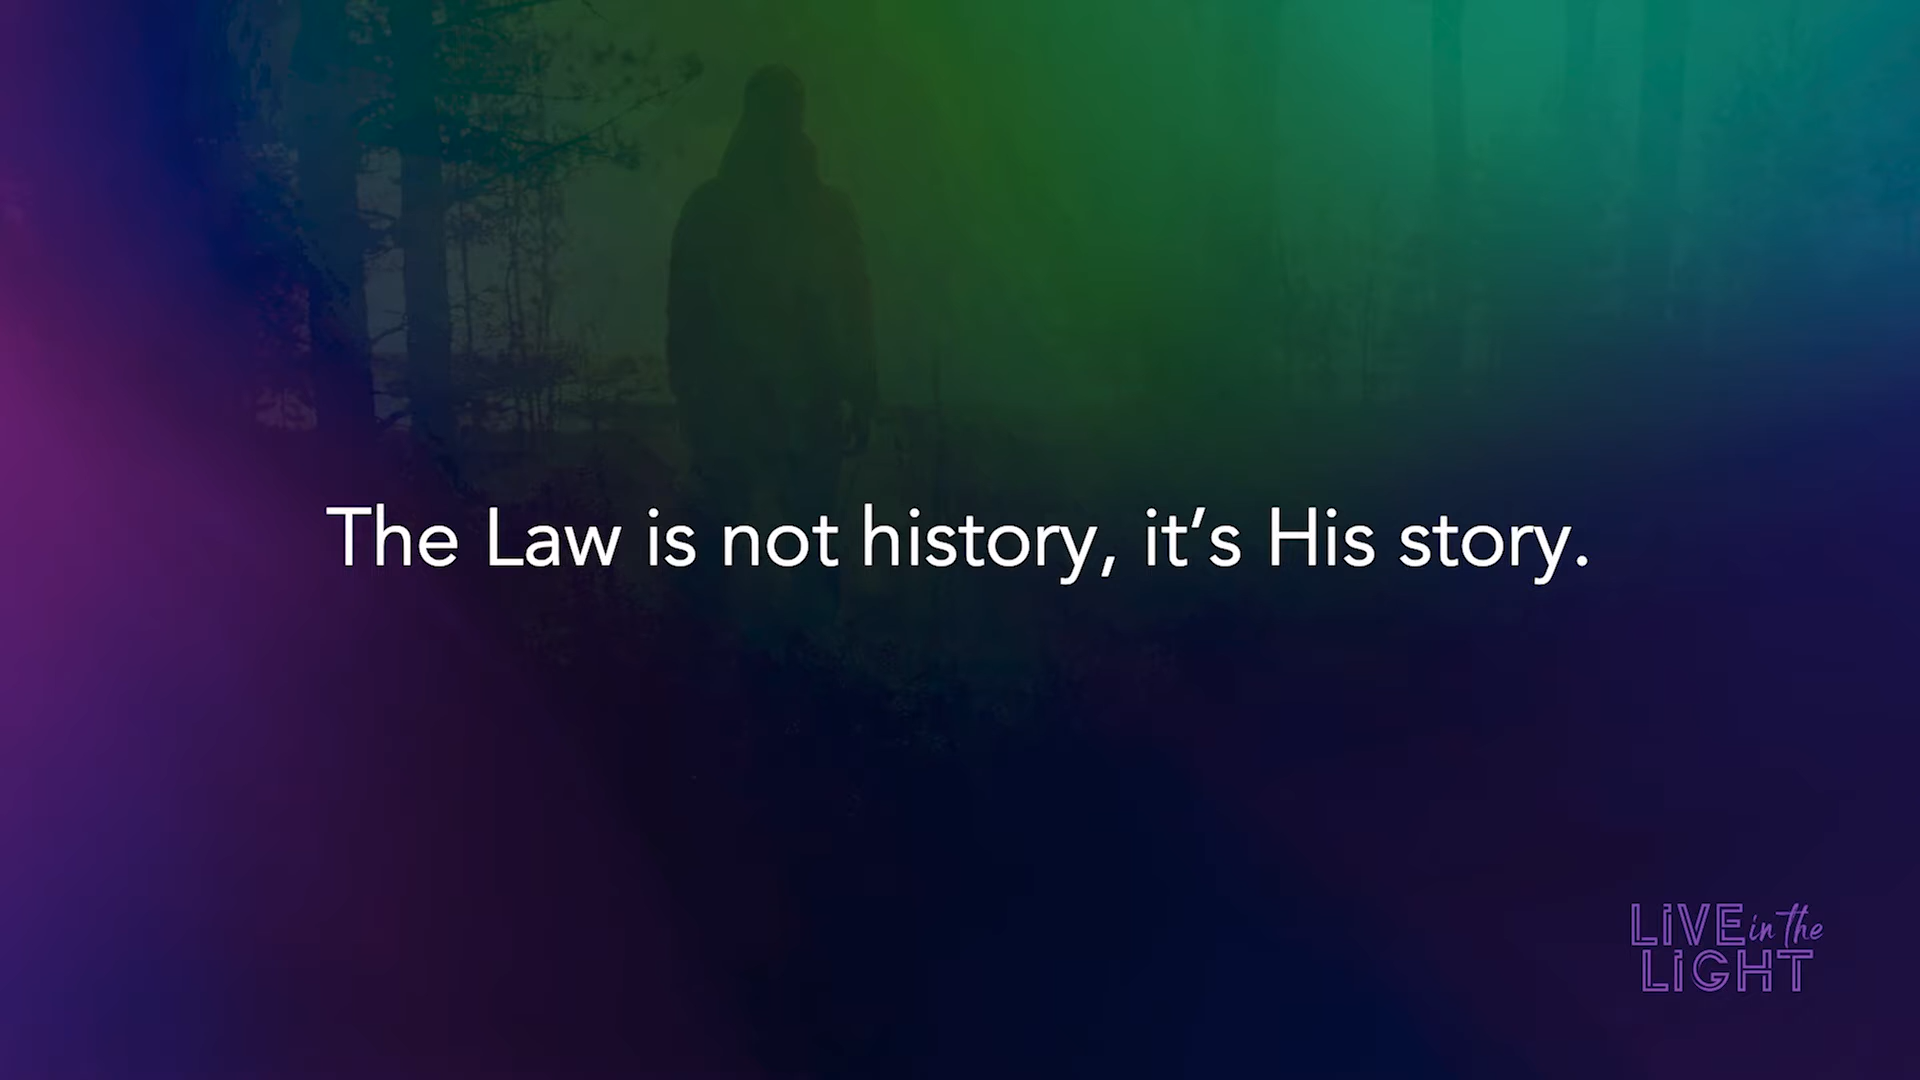 The Law is not history, it’s His story.
LiVE in the
LiGHT